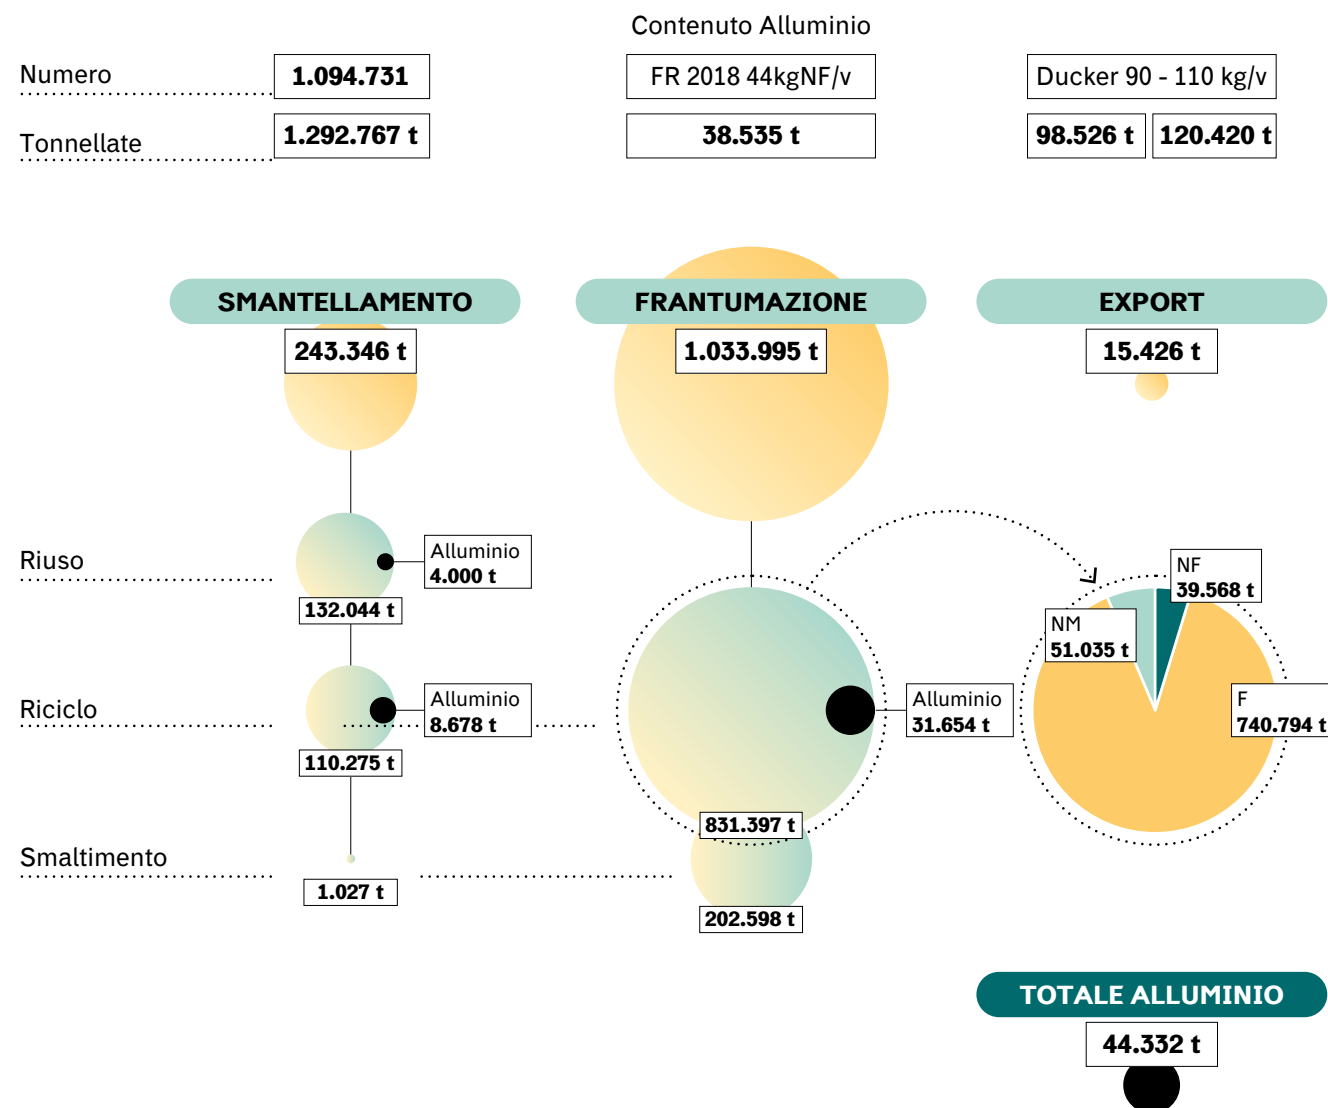 Contenuto Alluminio
Numero
1.094.731
FR 2018 44kgNF/v
Ducker 90 - 110 kg/v
Tonnellate
1.292.767 t
38.535 t
98.526 t
120.420 t
SMANTELLAMENTO
FRANTUMAZIONE
EXPORT
243.346 t
1.033.995 t
15.426 t
Riuso
Alluminio
4.000 t
132.044 t
NF
39.568 t
NM
51.035 t
Riciclo
Alluminio
8.678 t
110.275 t
Alluminio
31.654 t
F
740.794 t
831.397 t
Smaltimento
1.027 t
202.598 t
TOTALE ALLUMINIO
44.332 t